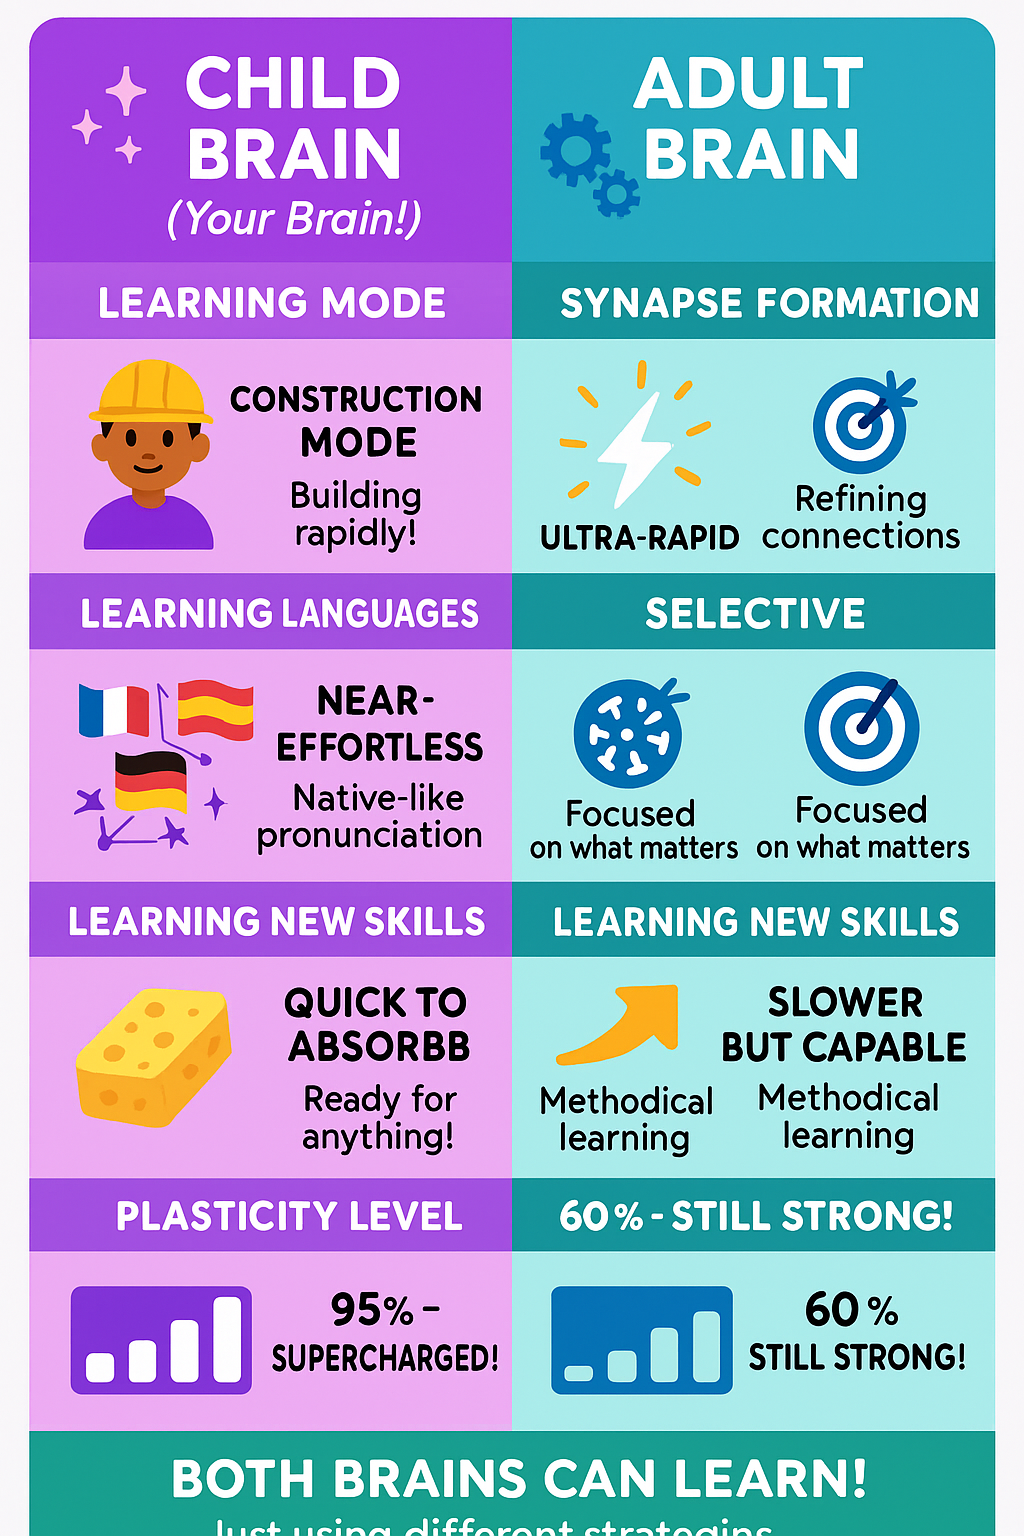 CHILD
BRAIN
(Your Brain!)
ADULT
BRAIN
LEARNING MODE
SYNAPSE FORMATION
CONSTRUCTION
MODE
Building
rapidly!
ULTRA-RAPID
Refining
connections
LEARNING LANGUAGES
SELECTIVE
NEAR-
EFFORTLESS
Native-like
pronunciation
Focused
on what matters
Focused
on what matters
LEARNING NEW SKILLS
LEARNING NEW SKILLS
QUICK TO
ABSORBB
Ready for
anything!
Methodical
learning
SLOWER
BUT CAPABLE
Methodical
learning
PLASTICITY LEVEL
60% - STILL STRONG!
95% –
SUPERCHARGED!
60 %
STILL STRONG!
BOTH BRAINS CAN LEARN!
Just using different